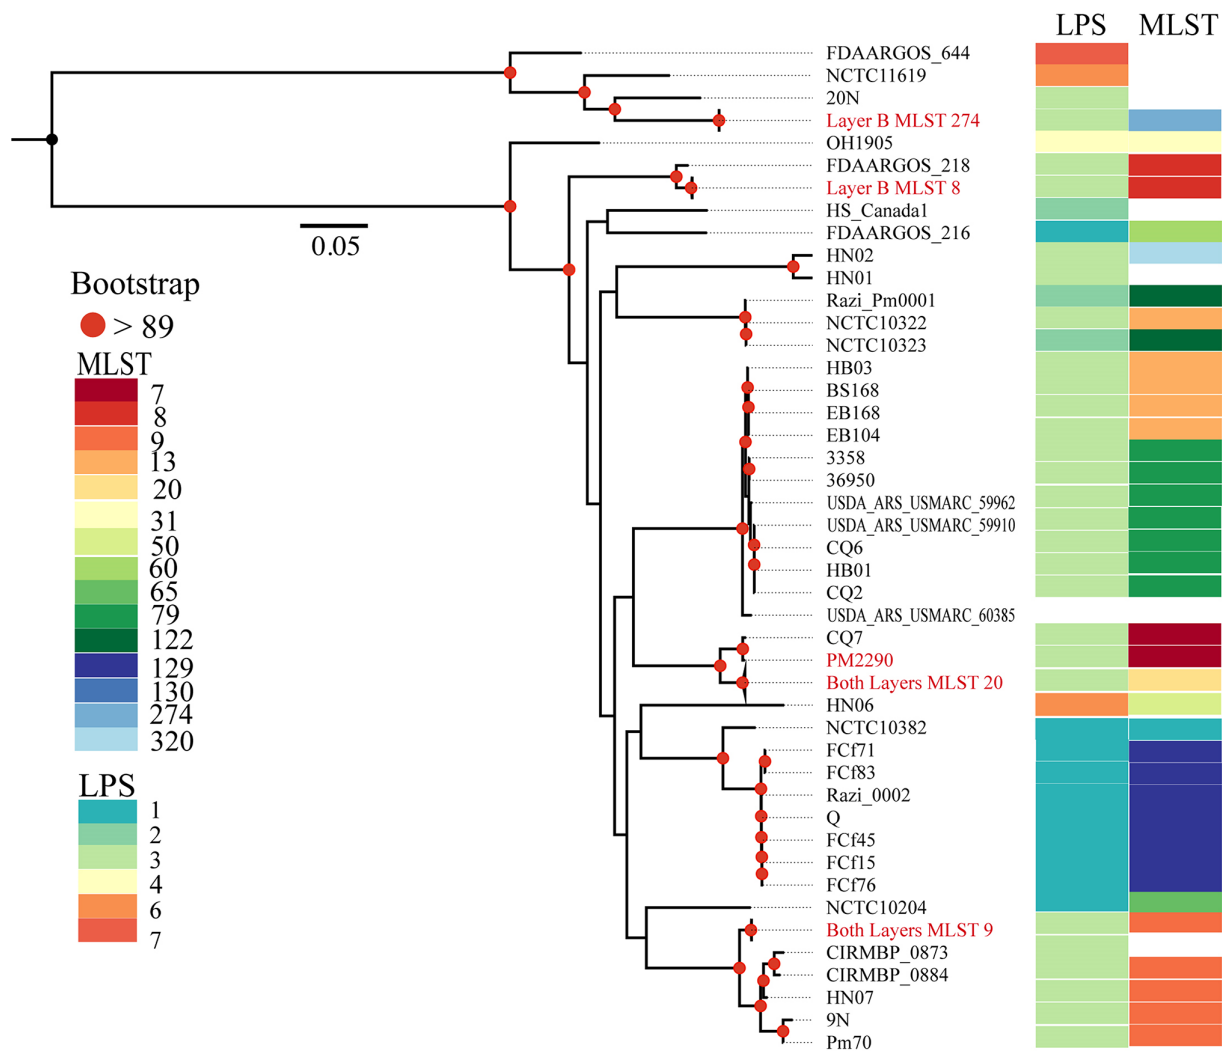 LPS MLST
FDAARGOS_644
NCTC11619
20N
Layer B MLST 274
OH1905
FDAARGOS_218
Layer B MLST 8
HS_Canada1
FDAARGOS_216
HN02
HN01
Razi_Pm0001
NCTC10322
NCTC10323
HB03
BS168
EB168
EB104
3358
36950
USDA_ARS_USMARC_59962
USDA_ARS_USMARC_59910
CQ6
HB01
CQ2
USDA_ARS_USMARC_60385
CQ7
PM2290
Both Layers MLST 20
HN06
NCTC10382
FCf71
FCf83
Razi_0002
Q
FCf45
FCf15
FCf76
NCTC10204
Both Layers MLST 9
CIRMBP_0873
CIRMBP_0884
HN07
9N
Pm70
0.05
Bootstrap
> 89
MLST
7
8
9
13
20
31
50
60
65
79
122
129
130
274
320
LPS
1
2
3
4
6
7